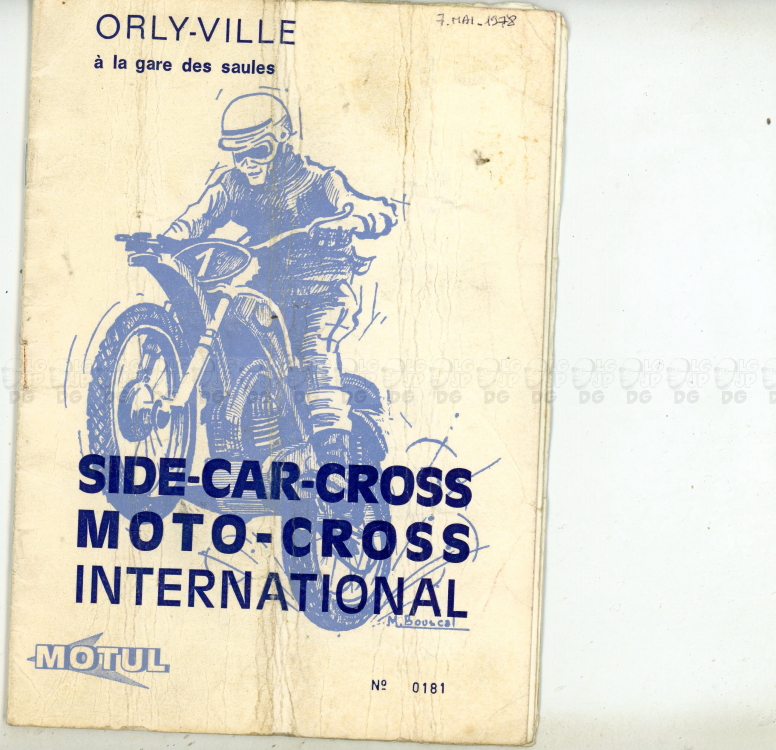 ORLY-VILLE
7. MAI - 1978
à la gare des saules
1
SIDE-CAR-CROSS
MOTO-CROSS
INTERNATIONAL
M. Bouscal
MOTUL
Nº 0181